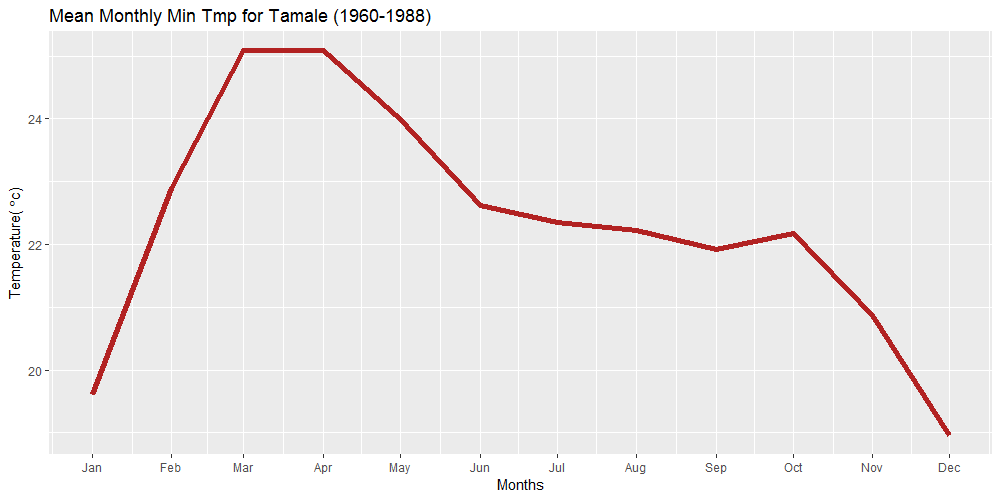 Mean Monthly Min Tmp for Tamale (1960-1988)
Temperature( °c)
24
22
20
Jan Feb Mar Apr May Jun Jul Aug Sep Oct Nov Dec
Months